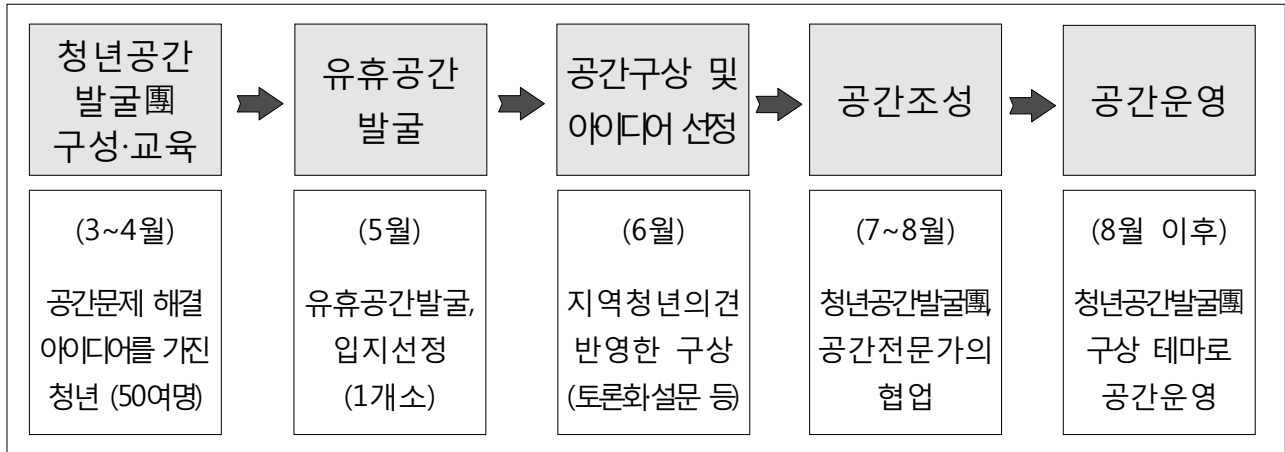 청년공간
발굴團
구성·교육
유휴공간
발굴
공간구상 및
아이디어 선정
공간조성
공간운영
(3~4월)
공간문제 해결
아이디어를 가진
청년 (50여명)
(5월)
유휴공간발굴,
입지선정
(1개소)
(6월)
지역청년의견
반영한 구상
(토론화설문 등)
(7~8월)
청년공간발굴團,
공간전문가의
협업
(8월 이후)
청년공간발굴團
구상 테마로
공간운영